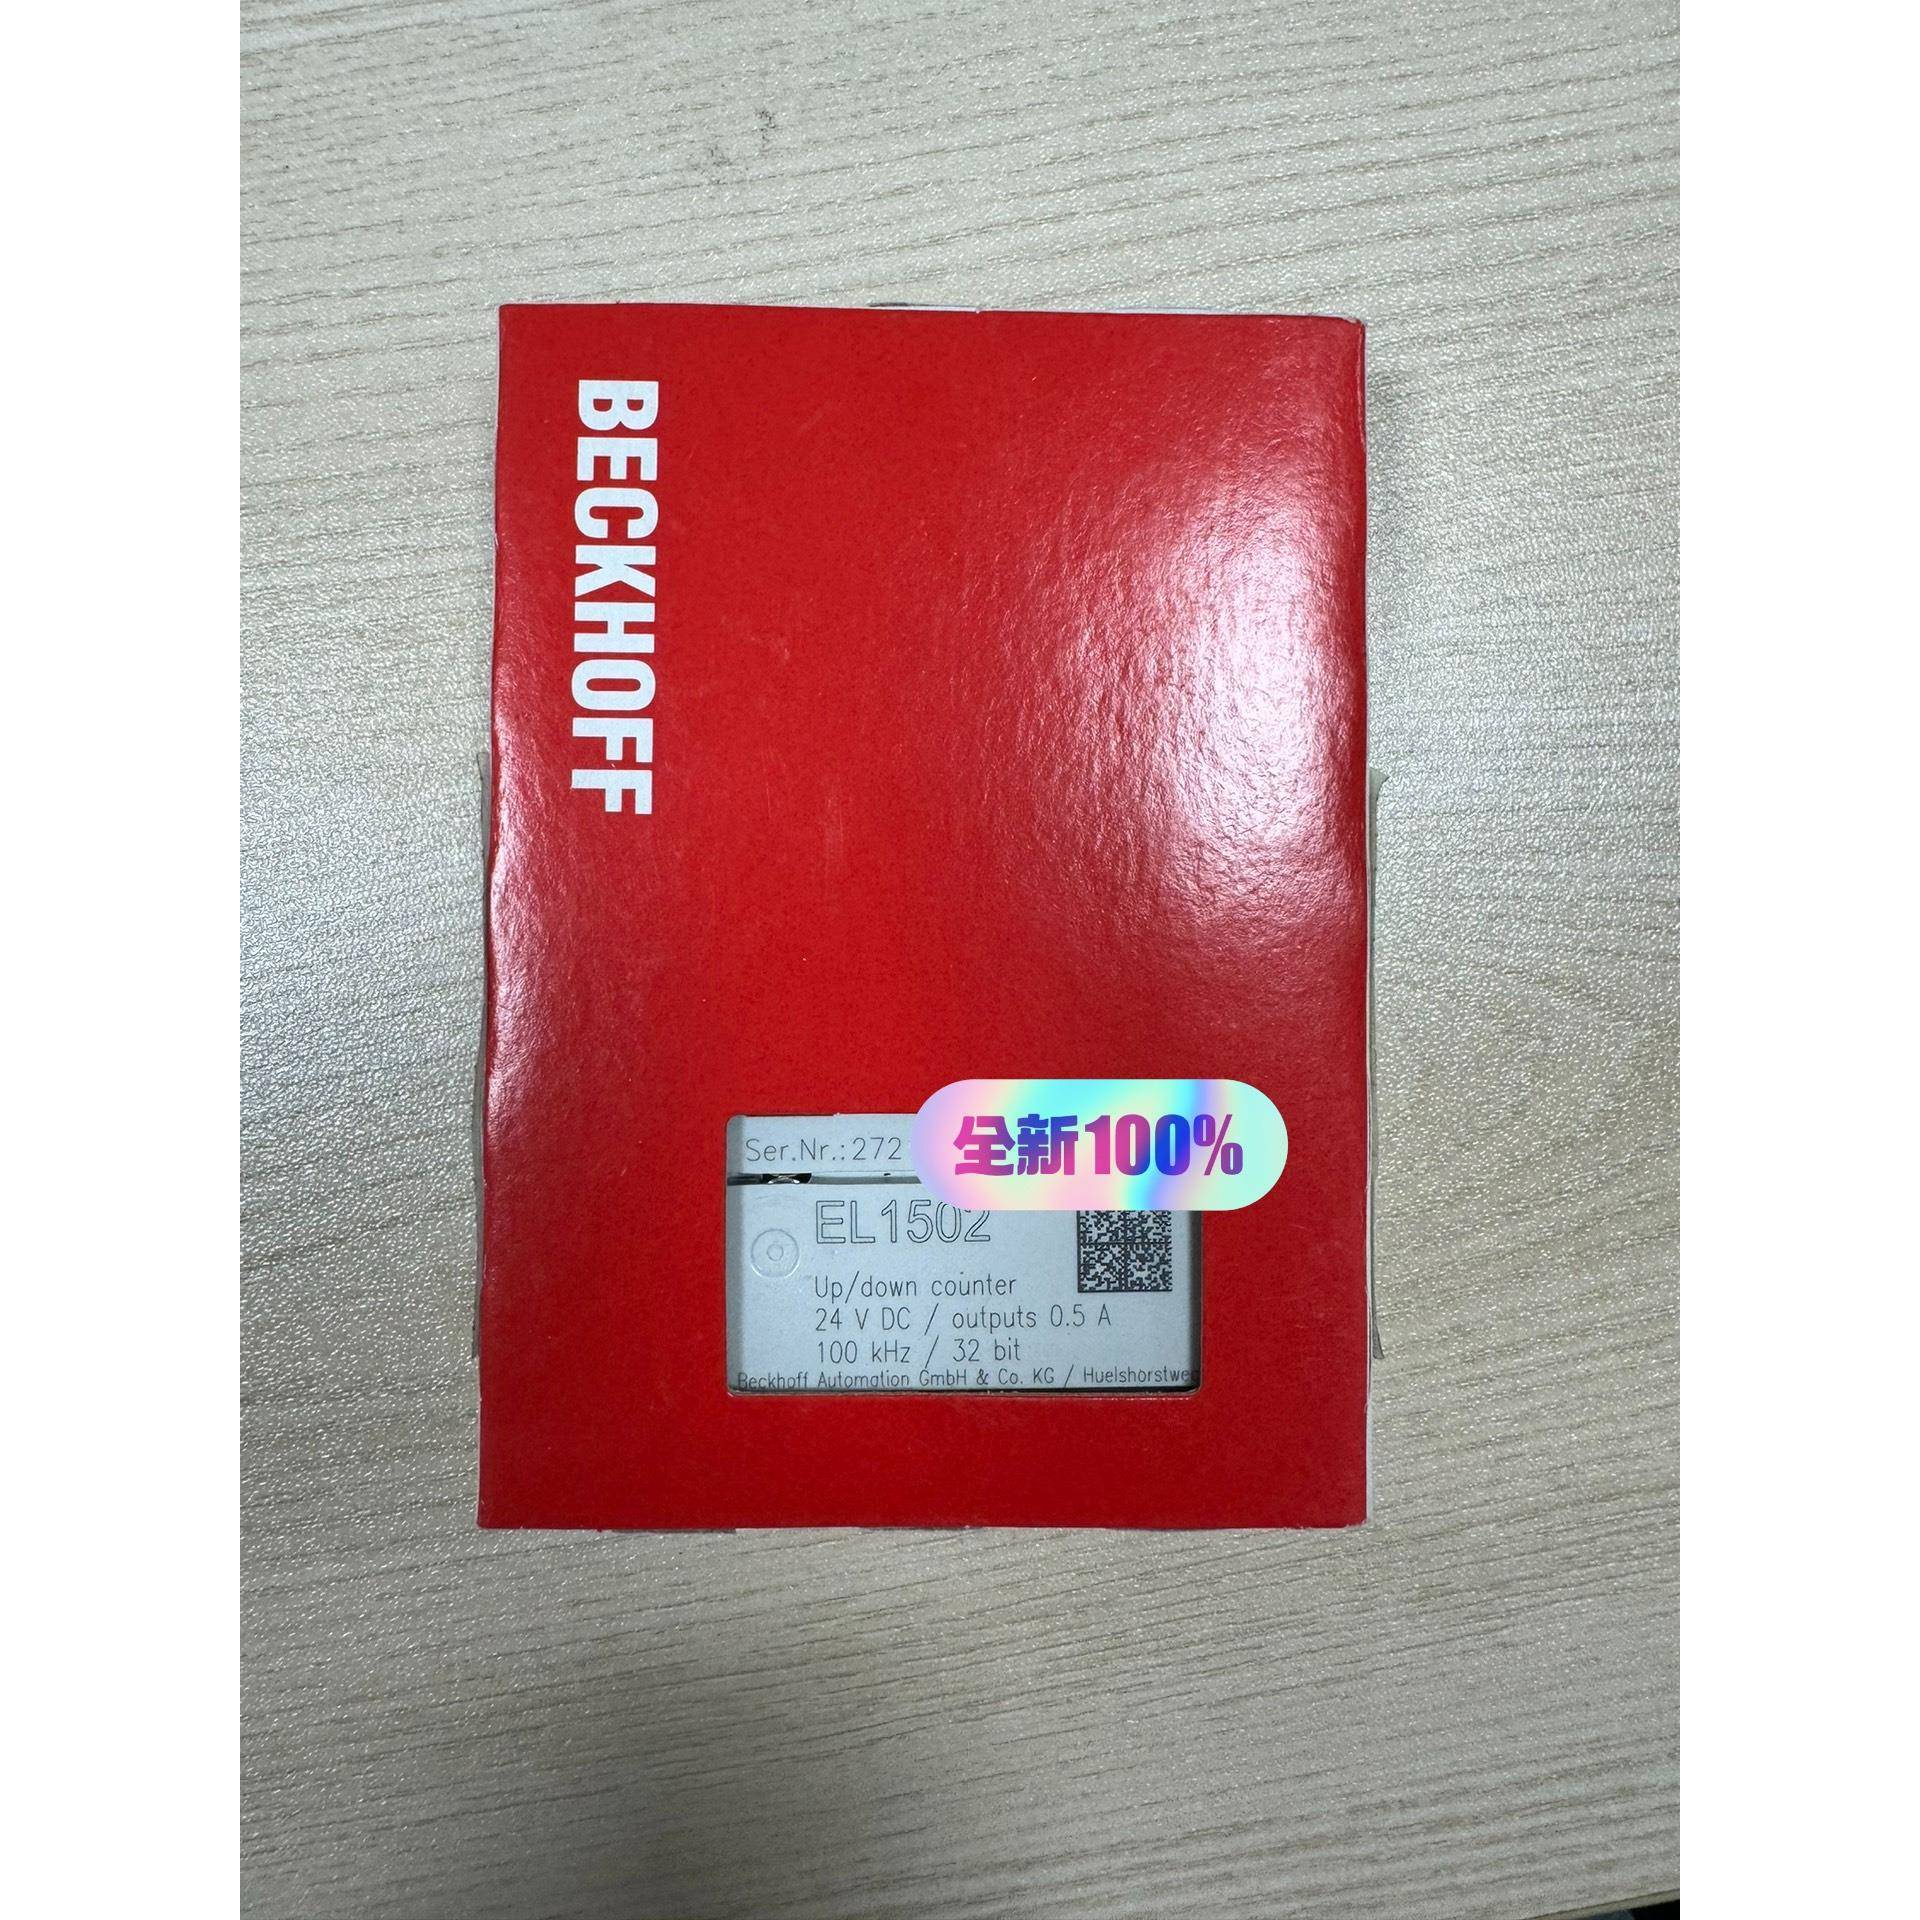 BECKHOFF
Ser.Nr.:272
全新100%
EL1502
Up/down counter
24 V DC / outputs 0.5 A
100 kHz / 32 bit
Beckhoff Automation GmbH & Co. KG / Huelshorstweg